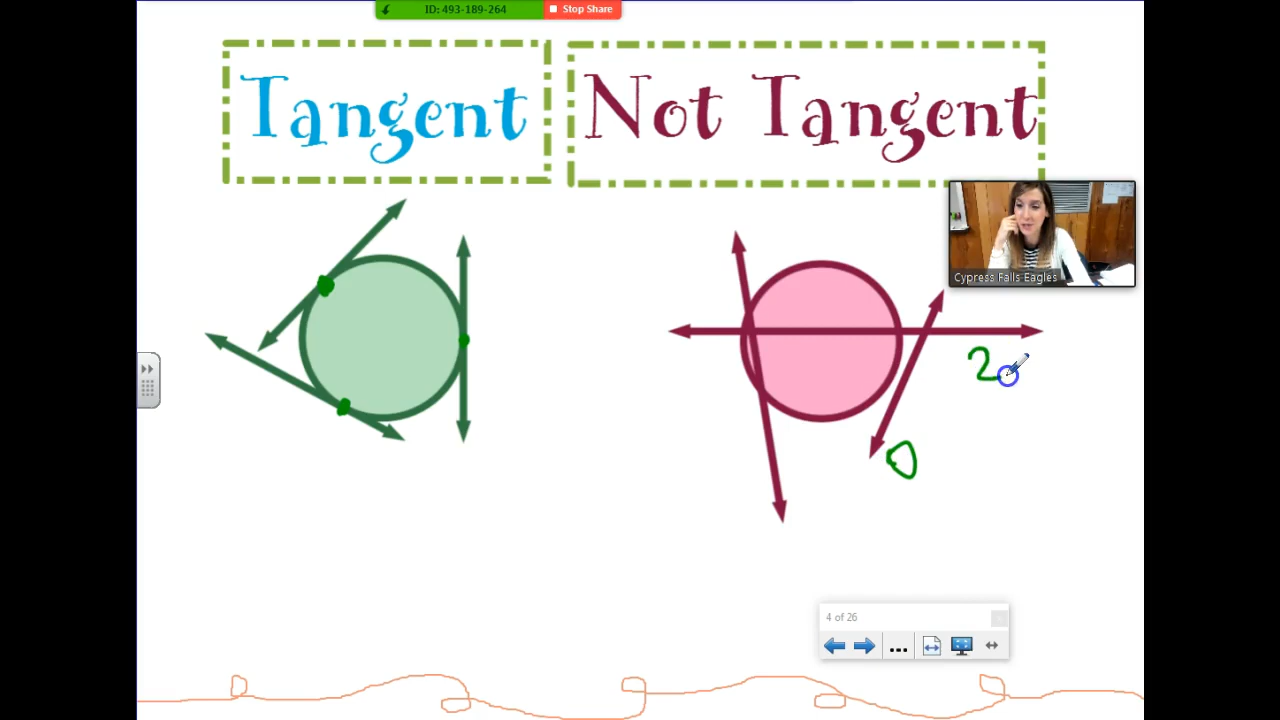 ID: 493-189-264
Stop Share
Tangent
Not Tangent
Cypress Falls Eagles
2
0
4 of 26